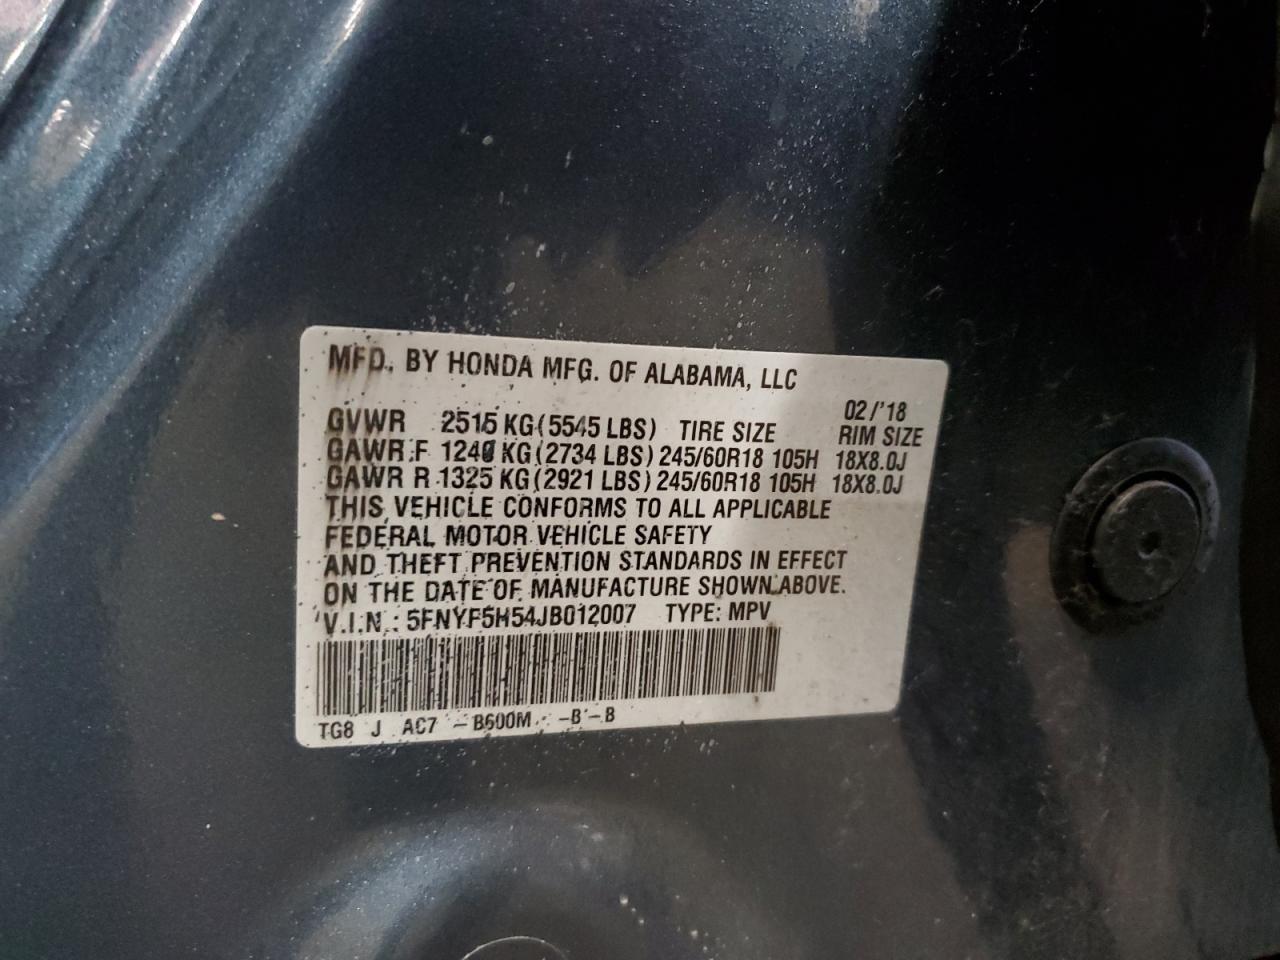 MFD. BY HONDA MFG. OF ALABAMA, LLC
02/'18
GVWR 2515 KG(5545 LBS) TIRE SIZE RIM SIZE
GAWR F 1240 KG(2734 LBS) 245/60R18 105H 18X8.0J
GAWR R 1325 KG(2921 LBS) 245/60R18 105H 18X8.0J
THIS VEHICLE CONFORMS TO ALL APPLICABLE
FEDERAL MOTOR VEHICLE SAFETY
AND THEFT PREVENTION STANDARDS IN EFFECT
ON THE DATE OF MANUFACTURE SHOWN ABOVE.
V.I.N.: 5FNYF5H54JB012007 TYPE: MPV
TG8 J AC7 -B600M -B -B